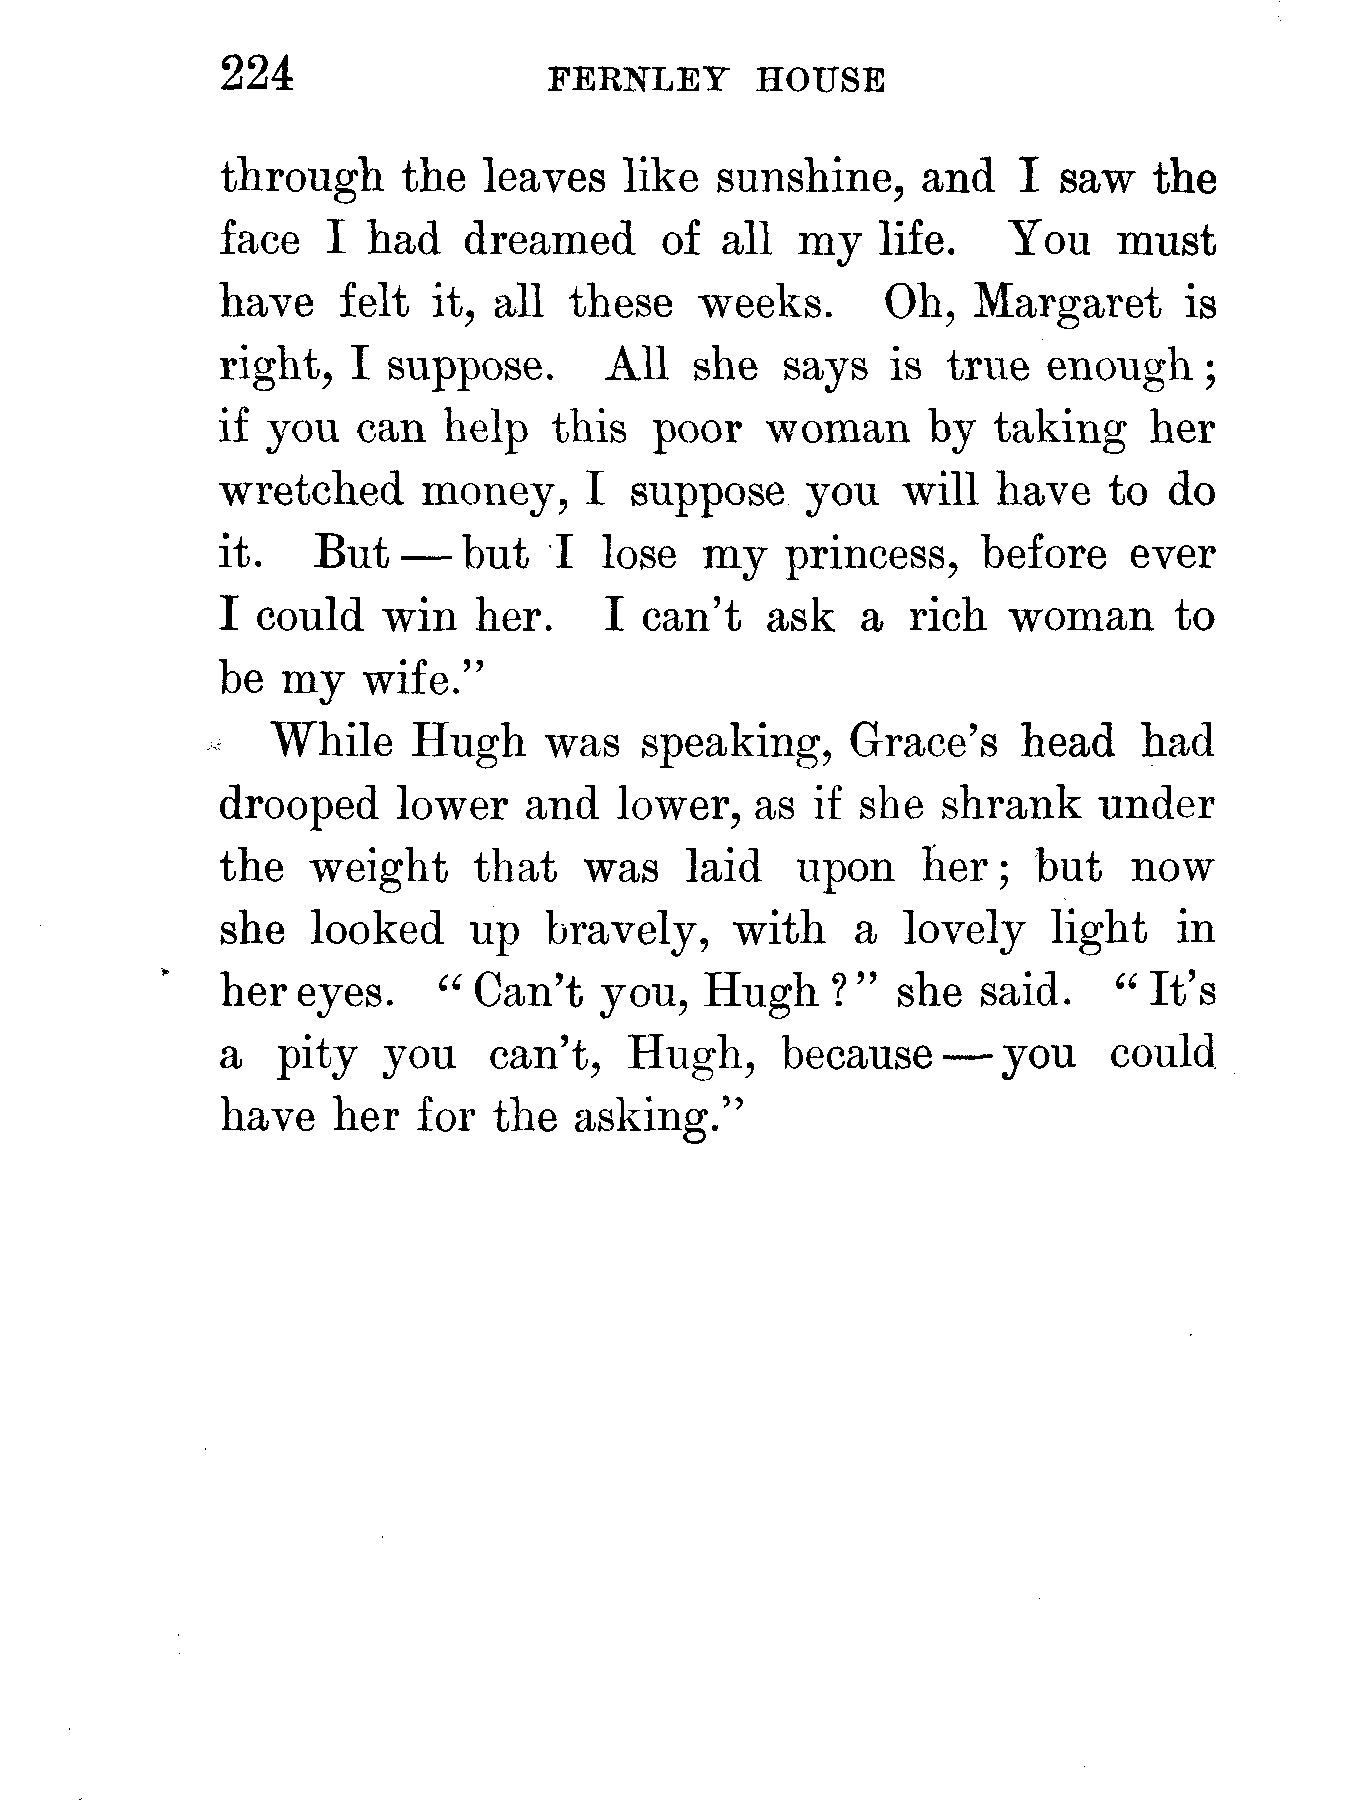 224 FERNLEY HOUSE
through the leaves like sunshine, and I saw the
face I had dreamed of all my life. You must
have felt it, all these weeks. Oh, Margaret is
right, I suppose. All she says is true enough;
if you can help this poor woman by taking her
wretched money, I suppose you will have to do
it. But — but I lose my princess, before ever
I could win her. I can't ask a rich woman to
be my wife."
While Hugh was speaking, Grace's head had
drooped lower and lower, as if she shrank under
the weight that was laid upon her; but now
she looked up bravely, with a lovely light in
her eyes. "Can't you, Hugh?" she said. "It's
a pity you can't, Hugh, because — you could
have her for the asking."